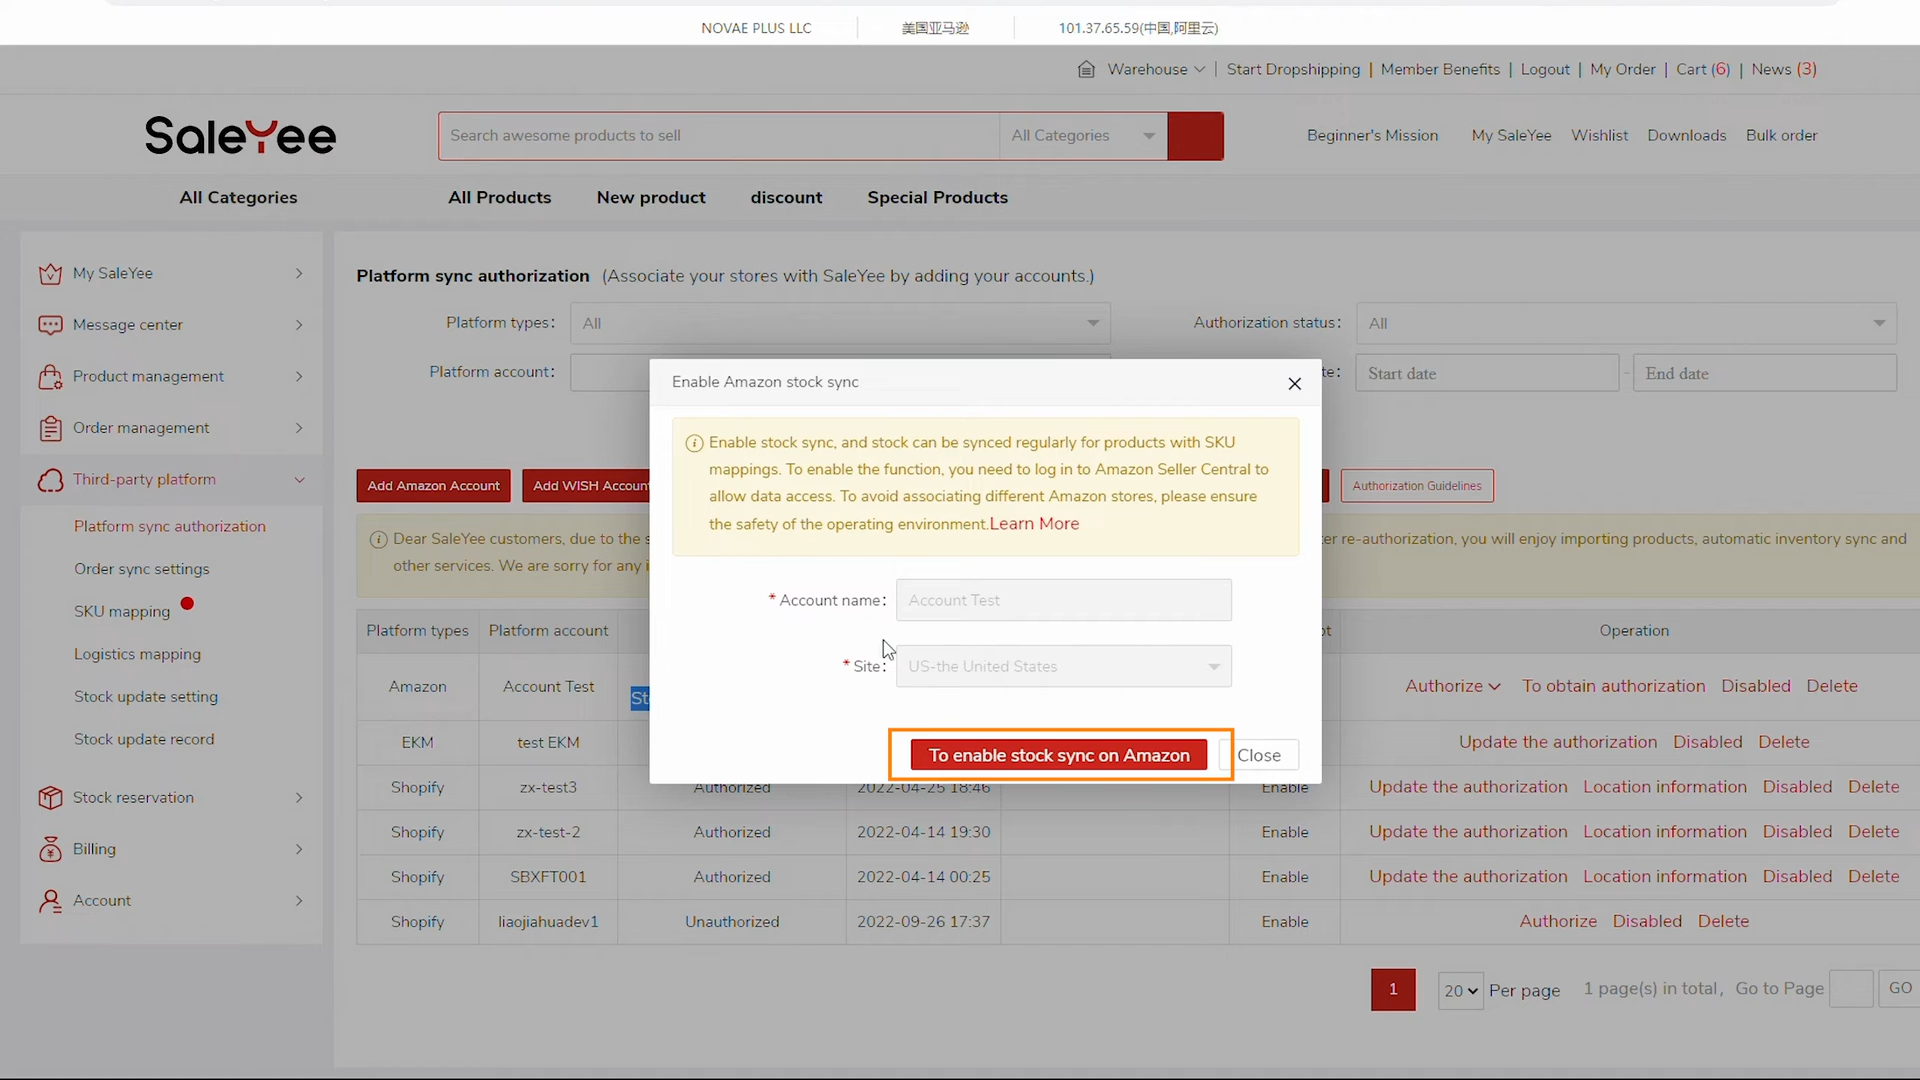 NOVAE PLUS LLC 美国亚马逊 101.37.65.59(中国,阿里云)
Warehouse | Start Dropshipping | Member Benefits | Logout | My Order | Cart (6) | News (3)
SaleYee
Search awesome products to sell All Categories
Beginner's Mission My SaleYee Wishlist Downloads Bulk order
All Categories All Products New product discount Special Products
My SaleYee
Message center
Product management
Order management
Third-party platform
Platform sync authorization
Order sync settings
SKU mapping
Logistics mapping
Stock update setting
Stock update record
Stock reservation
Billing
Account
Platform sync authorization (Associate your stores with SaleYee by adding your accounts.)
Platform types: All Authorization status: All
Platform account: te: Start date - End date
Add Amazon Account Add WISH Account Authorization Guidelines
Dear SaleYee customers, due to the s ter re-authorization, you will enjoy importing products, automatic inventory sync and
other services. We are sorry for any i
Enable Amazon stock sync
Enable stock sync, and stock can be synced regularly for products with SKU
mappings. To enable the function, you need to log in to Amazon Seller Central to
allow data access. To avoid associating different Amazon stores, please ensure
the safety of the operating environment.Learn More
* Account name: Account Test
* Site: US-the United States
To enable stock sync on Amazon Close
Platform types Platform account pt Operation
Amazon Account Test St Authorize To obtain authorization Disabled Delete
EKM test EKM Update the authorization Disabled Delete
Shopify zx-test3 Authorized 2022-04-25 18:46 Enable Update the authorization Location information Disabled Delete
Shopify zx-test-2 Authorized 2022-04-14 19:30 Enable Update the authorization Location information Disabled Delete
Shopify SBXFT001 Authorized 2022-04-14 00:25 Enable Update the authorization Location information Disabled Delete
Shopify liaojiahuadev1 Unauthorized 2022-09-26 17:37 Enable Authorize Disabled Delete
1 20 Per page 1 page(s) in total, Go to Page GO